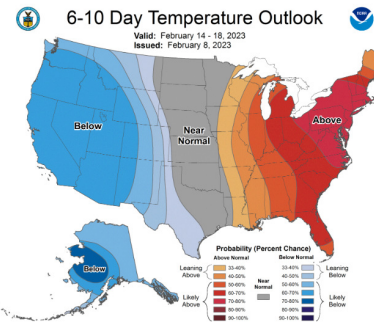 6-10 Day Temperature Outlook
Valid: February 14 - 18, 2023
Issued: February 8, 2023
Below
Near
Normal
Above
Below
Probability (Percent Chance)
Above Normal
Below Normal
Leaning
Above
33-40%
40-50%
Near
Normal
33-40%
40-50%
Leaning
Below
Likely
Above
50-60%
60-70%
70-80%
80-90%
90-100%
50-60%
60-70%
70-80%
80-90%
90-100%
Likely
Below